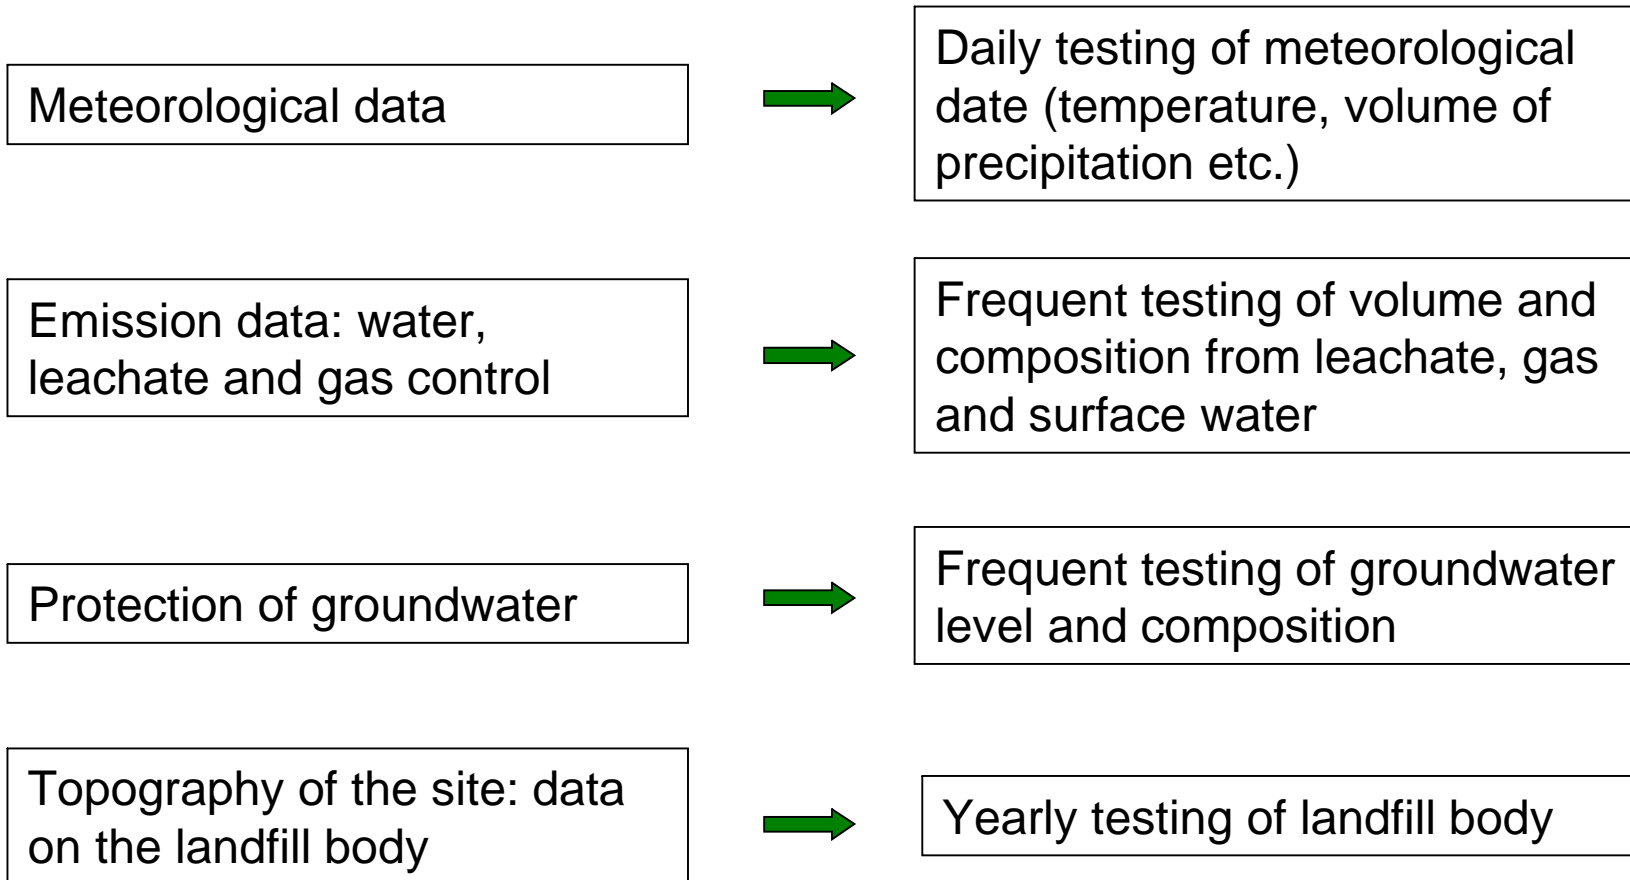 Meteorological data
Daily testing of meteorological
date (temperature, volume of
precipitation etc.)
Emission data: water,
leachate and gas control
Frequent testing of volume and
composition from leachate, gas
and surface water
Protection of groundwater
Frequent testing of groundwater
level and composition
Topography of the site: data
on the landfill body
Yearly testing of landfill body